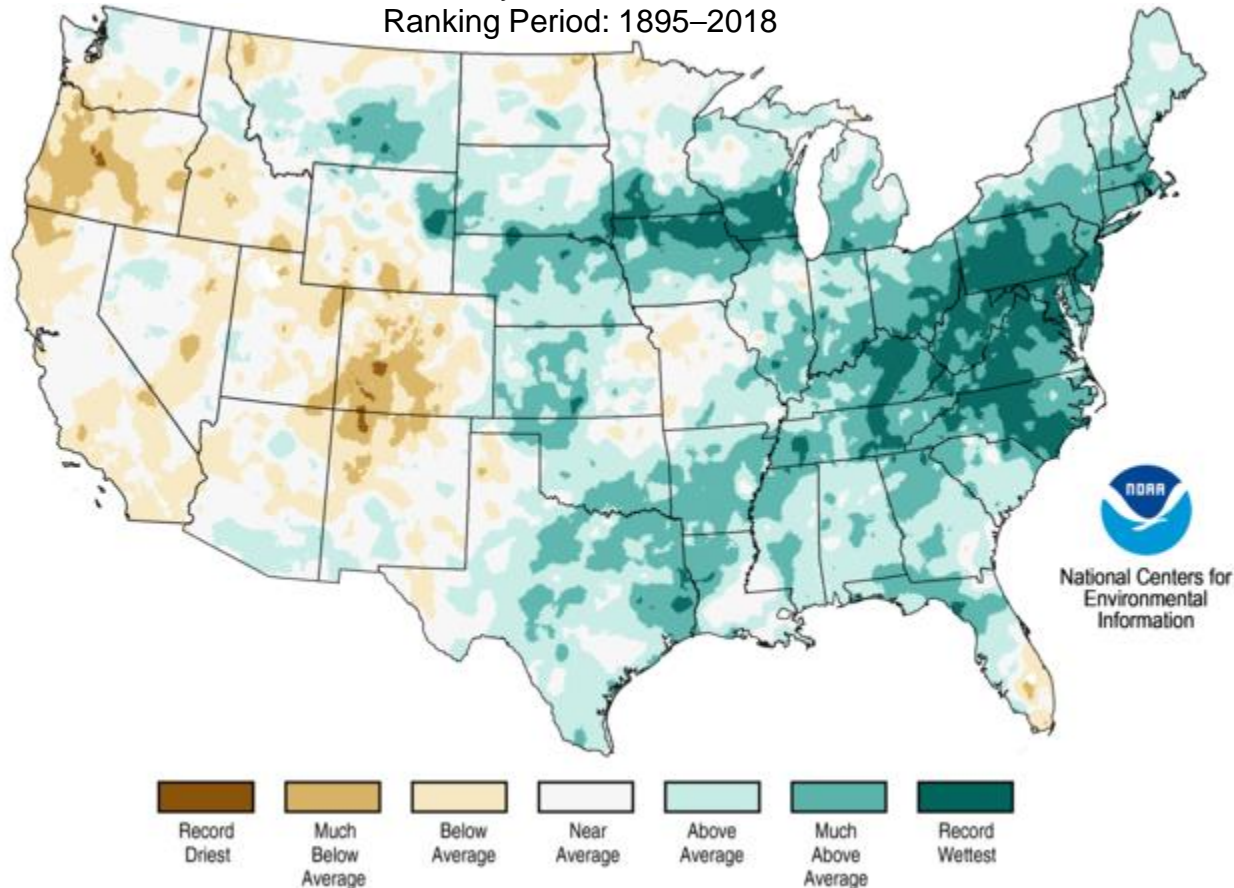 Ranking Period: 1895–2018
NOAA
National Centers for
Environmental
Information
Record
Driest
Much
Below
Average
Below
Average
Near
Average
Above
Average
Much
Above
Average
Record
Wettest